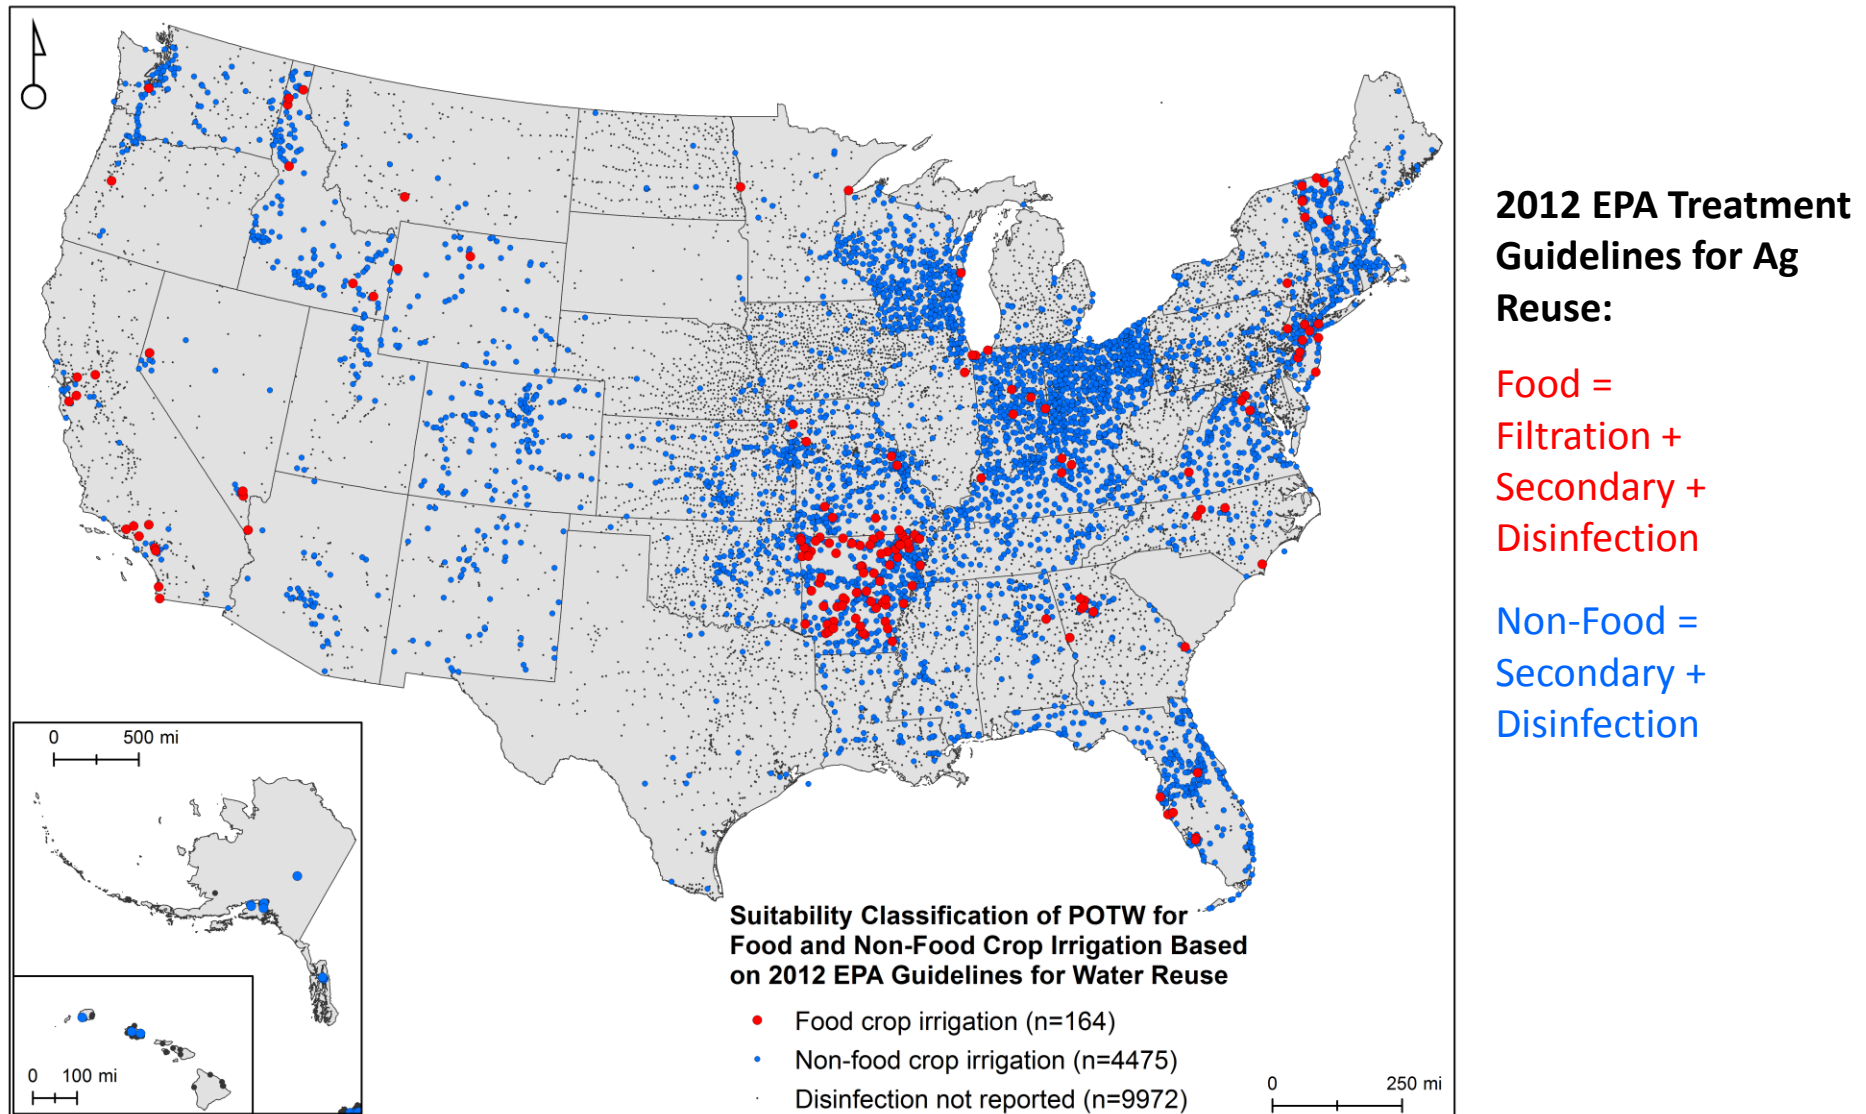 2012 EPA Treatment
Guidelines for Ag
Reuse:
Food =
Filtration +
Secondary +
Disinfection
Non-Food =
Secondary +
Disinfection
0 500 mi
0 100 mi
Suitability Classification of POTW for
Food and Non-Food Crop Irrigation Based
on 2012 EPA Guidelines for Water Reuse
Food crop irrigation (n=164)
Non-food crop irrigation (n=4475)
Disinfection not reported (n=9972)
0 250 mi